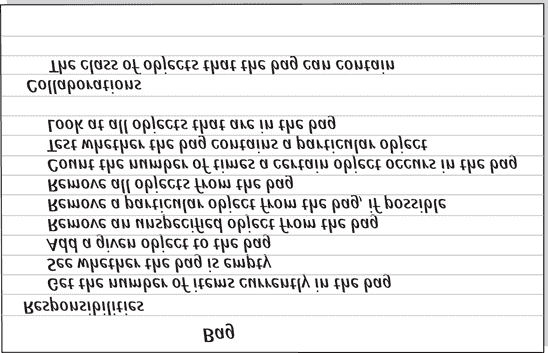 Bag
Responsibilities
Get the number of items currently in the bag
See whether the bag is empty
Add a given object to the bag
Remove an unspecified object from the bag
Remove a particular object from the bag, if possible
Remove all objects from the bag
Count the number of times a certain object occurs in the bag
Test whether the bag contains a particular object
Look at all objects that are in the bag
Collaborations
The class of objects that the bag can contain